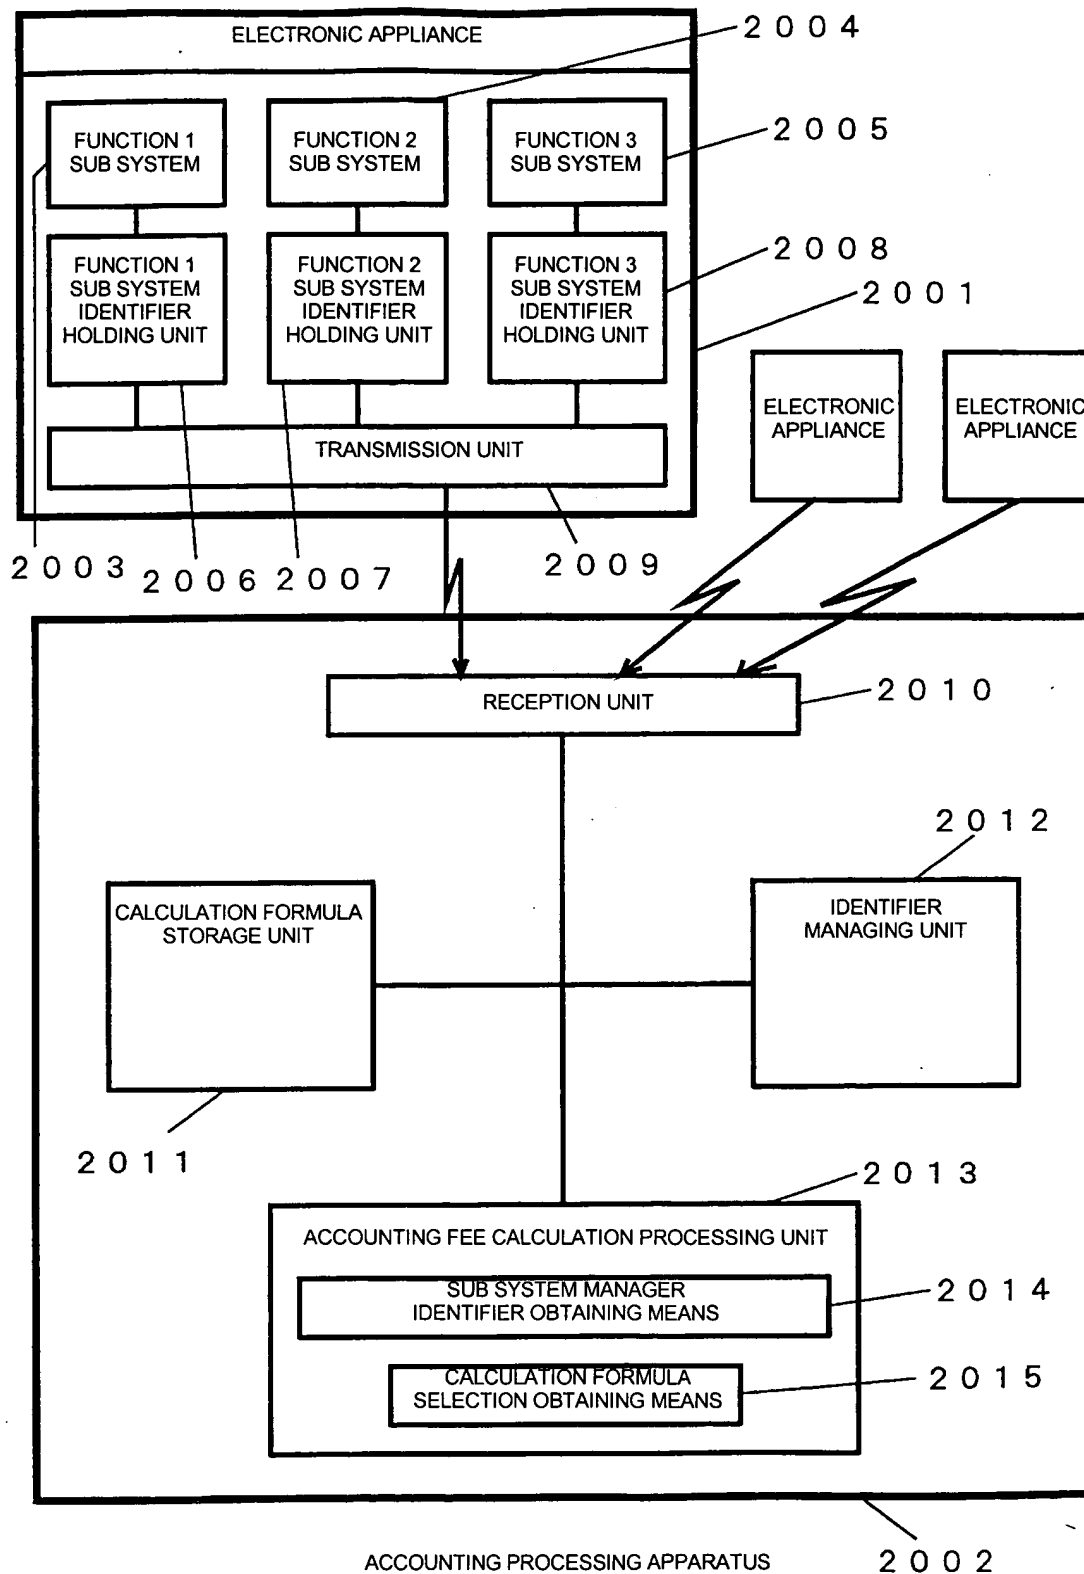 ELECTRONIC APPLIANCE
2004
FUNCTION 1
SUB SYSTEM
FUNCTION 2
SUB SYSTEM
FUNCTION 3
SUB SYSTEM
2005
FUNCTION 1
SUB SYSTEM
IDENTIFIER
HOLDING UNIT
FUNCTION 2
SUB SYSTEM
IDENTIFIER
HOLDING UNIT
FUNCTION 3
SUB SYSTEM
IDENTIFIER
HOLDING UNIT
2008
2001
ELECTRONIC
APPLIANCE
ELECTRONIC
APPLIANCE
TRANSMISSION UNIT
2003
2006
2007
2009
RECEPTION UNIT
2010
2012
CALCULATION FORMULA
STORAGE UNIT
IDENTIFIER
MANAGING UNIT
2011
2013
ACCOUNTING FEE CALCULATION PROCESSING UNIT
SUB SYSTEM MANAGER
IDENTIFIER OBTAINING MEANS
2014
CALCULATION FORMULA
SELECTION OBTAINING MEANS
2015
ACCOUNTING PROCESSING APPARATUS
2002